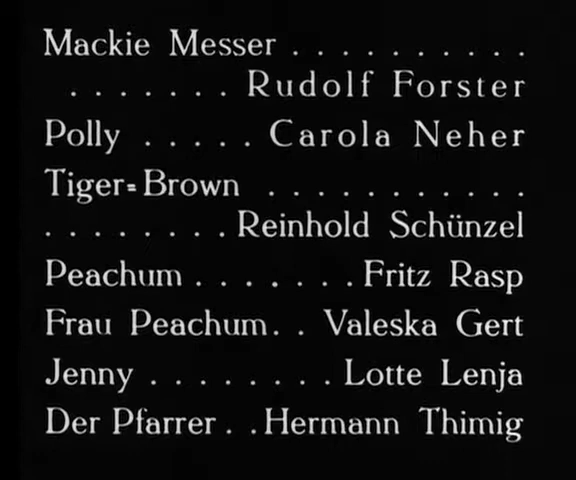 Mackie Messer . . . . . . . . . .
. . . . . . . Rudolf Forster
Polly . . . . . Carola Neher
Tiger=Brown . . . . . . . . . . .
. . . . . . . . Reinhold Schünzel
Peachum . . . . . . . Fritz Rasp
Frau Peachum. . Valeska Gert
Jenny . . . . . . . . Lotte Lenja
Der Pfarrer . . Hermann Thimig